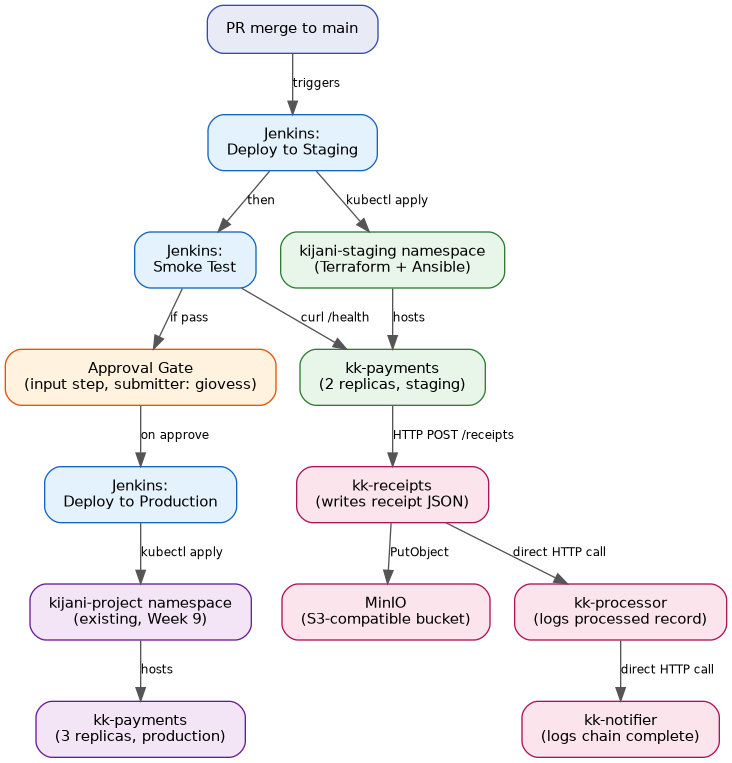 PR merge to main
triggers
Jenkins:
Deploy to Staging
then
kubectl apply
Jenkins:
Smoke Test
kijani-staging namespace
(Terraform + Ansible)
if pass
curl /health
hosts
Approval Gate
(input step, submitter: giovess)
kk-payments
(2 replicas, staging)
on approve
HTTP POST /receipts
Jenkins:
Deploy to Production
kk-receipts
(writes receipt JSON)
kubectl apply
PutObject
direct HTTP call
kijani-project namespace
(existing, Week 9)
MinIO
(S3-compatible bucket)
kk-processor
(logs processed record)
hosts
direct HTTP call
kk-payments
(3 replicas, production)
kk-notifier
(logs chain complete)